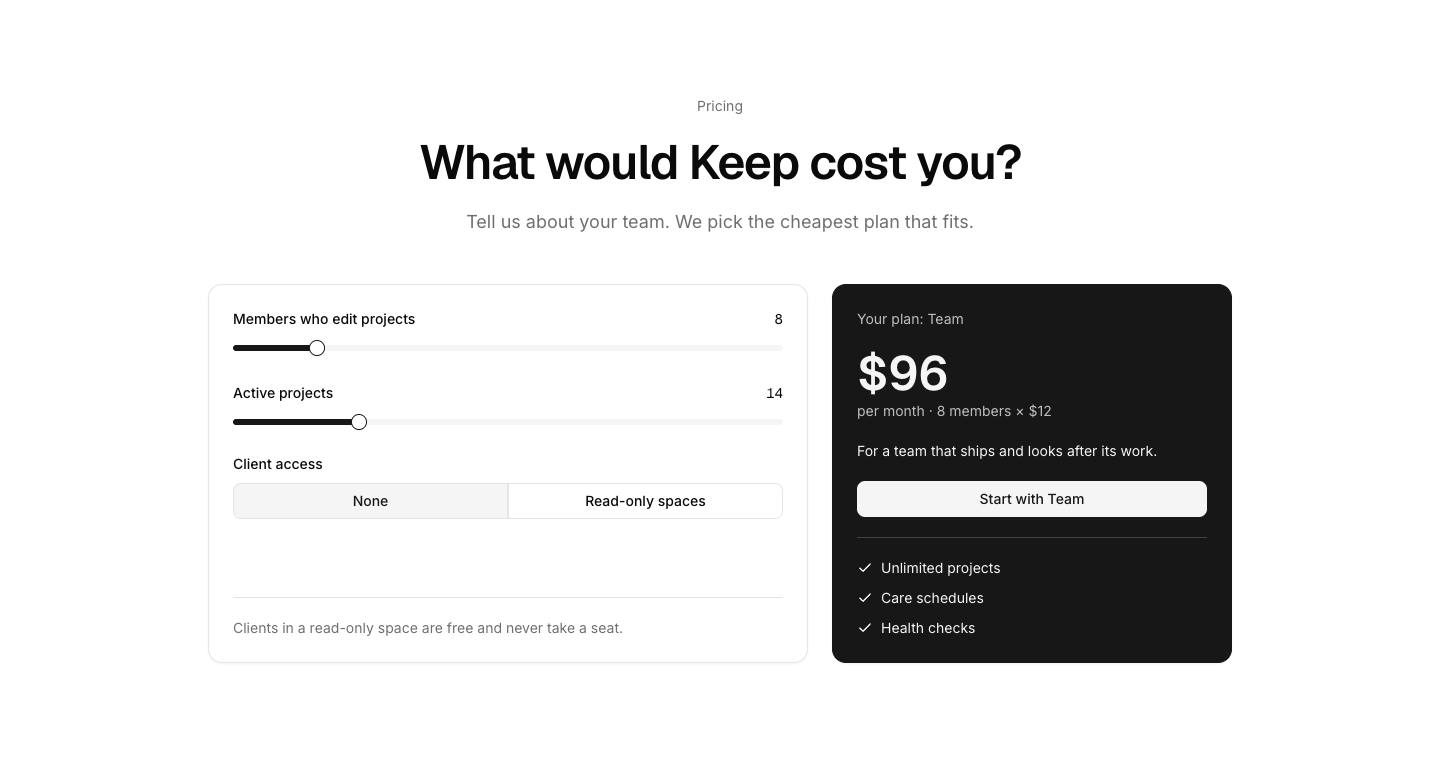 Pricing
What would Keep cost you?
Tell us about your team. We pick the cheapest plan that fits.
Members who edit projects 8
Active projects 14
Client access
None Read-only spaces
Clients in a read-only space are free and never take a seat.
Your plan: Team
$96
per month · 8 members × $12
For a team that ships and looks after its work.
Start with Team
Unlimited projects
Care schedules
Health checks